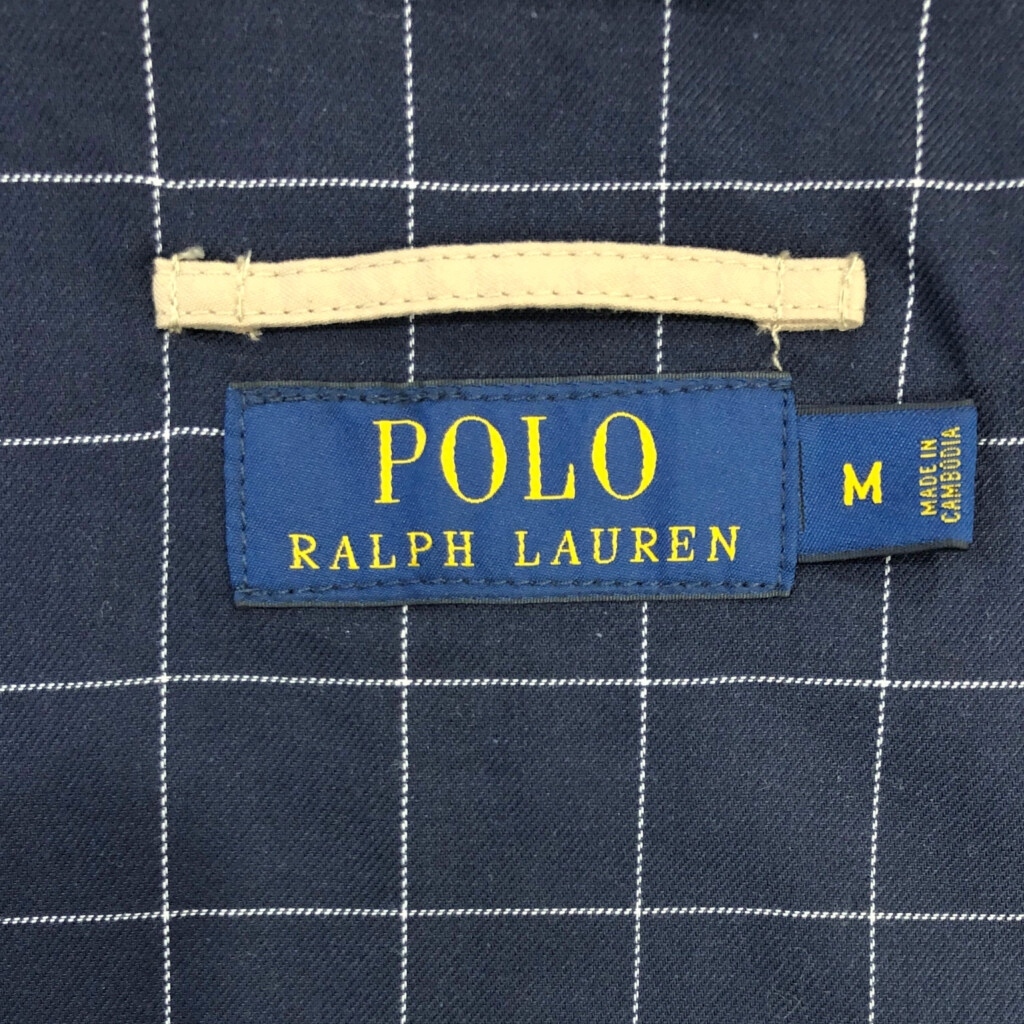 POLO
RALPH LAUREN
M
MADE IN
CAMBODIA